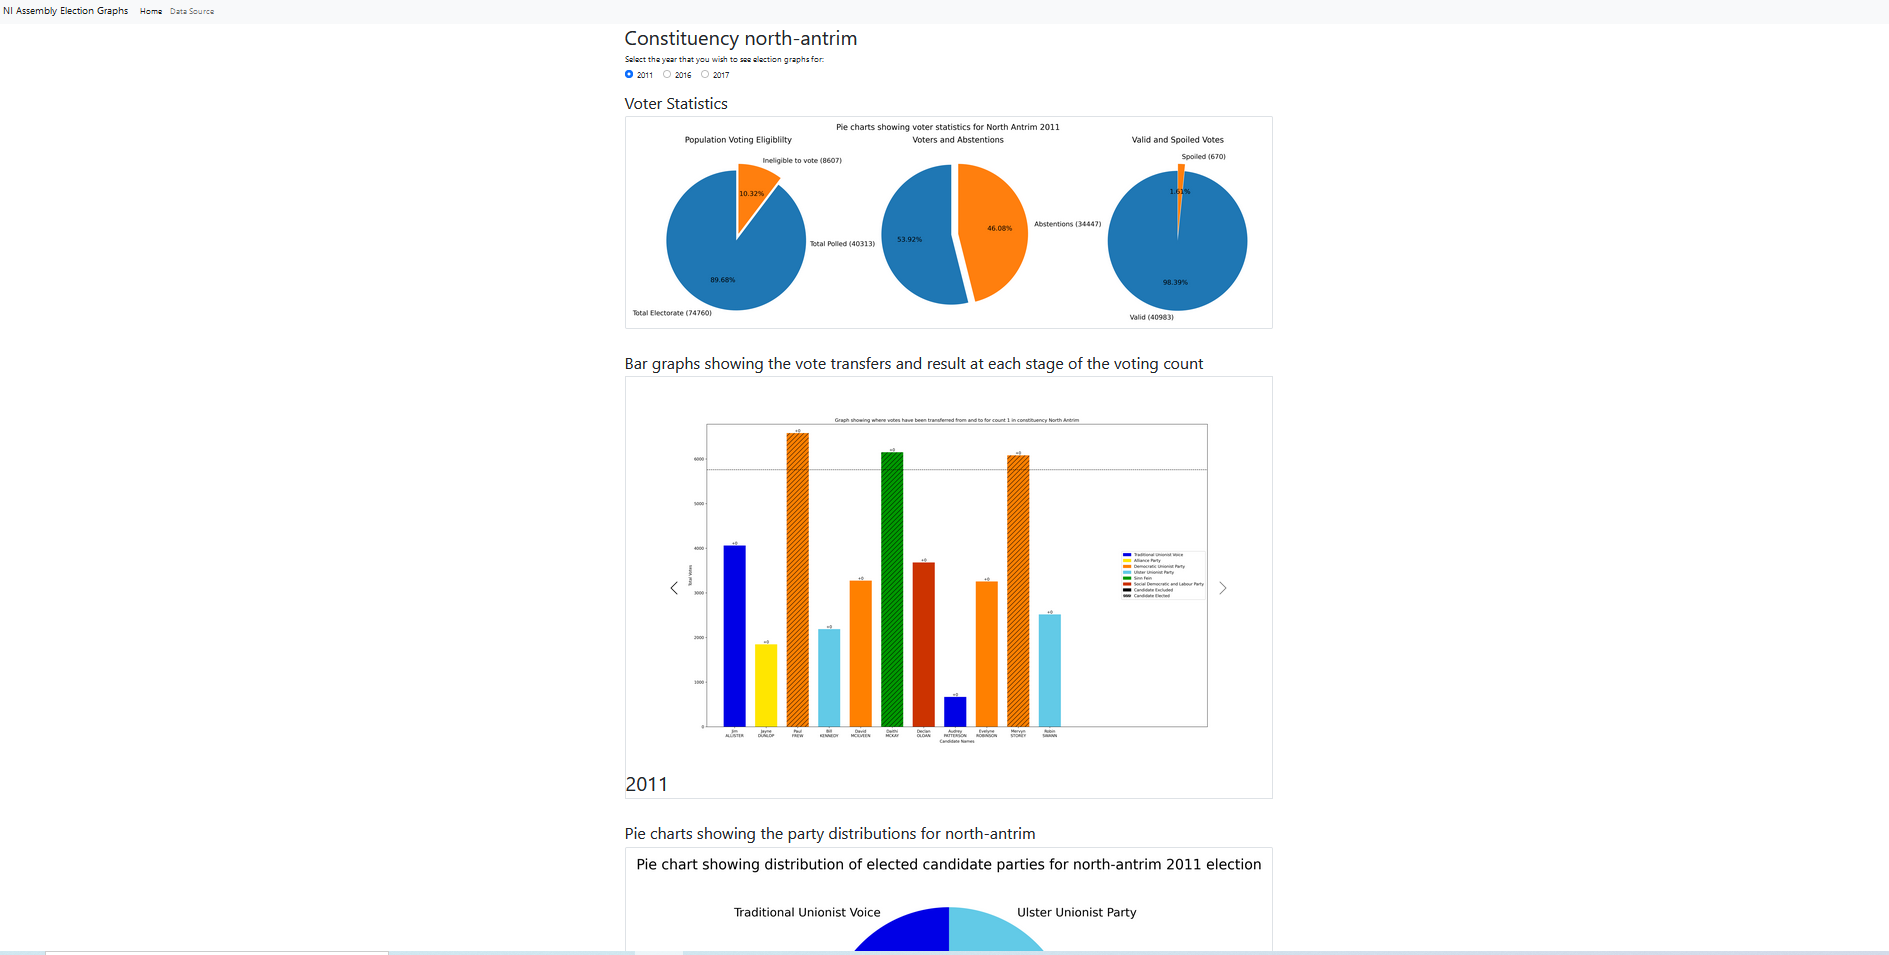 NI Assembly Election Graphs Home Data Source
Constituency north-antrim
Select the year that you wish to see election graphs for:
2011 2016 2017
Voter Statistics
Pie charts showing voter statistics for North Antrim 2011
Population Voting Eligiblilty
Voters and Abstentions
Valid and Spoiled Votes
Ineligible to vote (8607)
10.32%
89.68%
Total Electorate (74760)
Total Polled (40313)
53.92%
46.08%
Abstentions (34447)
Spoiled (670)
1.61%
98.39%
Valid (40983)
Bar graphs showing the vote transfers and result at each stage of the voting count
Graph showing where votes have been transferred from and to for count 1 in constituency North Antrim
Total Votes
6000
5000
4000
3000
2000
1000
0
+0 +0 +0 +0 +0 +0 +0 +0 +0 +0 +0
Jim ALLISTER
Jayne DUNLOP
Paul FREW
Bill KENNEDY
David MCILVEEN
Daithi MCKAY
Declan OLOAN
Audrey PATTERSON
Evelyne ROBINSON
Mervyn STOREY
Robin SWANN
Candidate Names
Traditional Unionist Voice
Alliance Party
Democratic Unionist Party
Ulster Unionist Party
Sinn Fein
Social Democratic and Labour Party
Candidate Excluded
Candidate Elected
2011
Pie charts showing the party distributions for north-antrim
Pie chart showing distribution of elected candidate parties for north-antrim 2011 election
Traditional Unionist Voice
Ulster Unionist Party